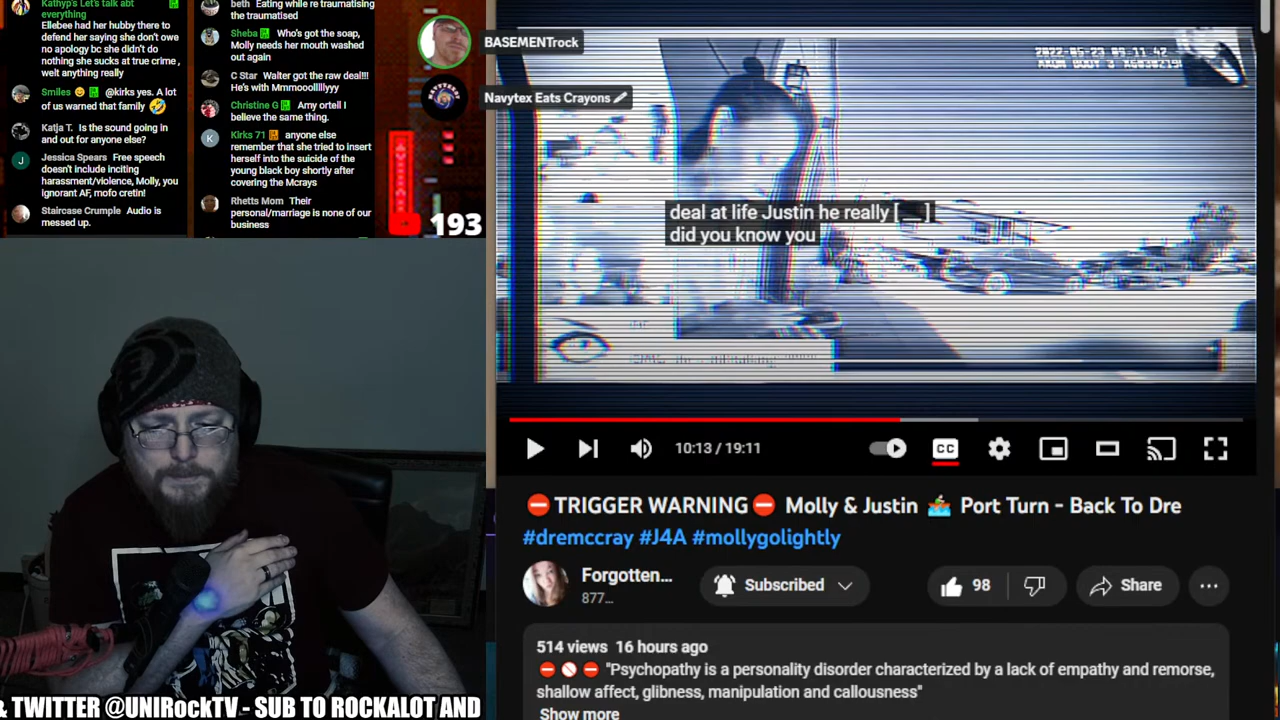 Kathyp's Let's talk abt
everything
Ellebee had her hubby there to
defend her saying she don't owe
no apology bc she didn't do
nothing she sucks at true crime ,
welt anything really
Smiles 😀 @kirks yes. A lot
of us warned that family 🤣
Katja T. Is the sound going in
and out for anyone else?
Jessica Spears Free speech
doesn't include inciting
harassment/violence, Molly, you
ignorant AF, mofo cretin!
Staircase Crumple Audio is
messed up.
beth Eating while re traumatising
the traumatised
Sheba Who's got the soap,
Molly needs her mouth washed
out again
C Star Walter got the raw deal!!!
He's with Mmmooollllyyy
Christine G Amy ortell I
believe the same thing.
Kirks 71 anyone else
remember that she tried to insert
herself into the suicide of the
young black boy shortly after
covering the Mcrays
Rhetts Mom Their
personal/marriage is none of our
business
193
BASEMENTrock
Navytex Eats Crayons
2022-05-23 09:11:42
deal at life Justin he really [ __ ]
did you know you
10:13 / 19:11
CC
⛔TRIGGER WARNING⛔ Molly & Justin 🚣 Port Turn - Back To Dre
#dremccray #J4A #mollygolightly
Forgotten...
877...
Subscribed
98
Share
514 views 16 hours ago
⛔ 🚫 ⛔ "Psychopathy is a personality disorder characterized by a lack of empathy and remorse,
shallow affect, glibness, manipulation and callousness"
Show more
& TWITTER @UNIRockTV - SUB TO ROCKALOT AND